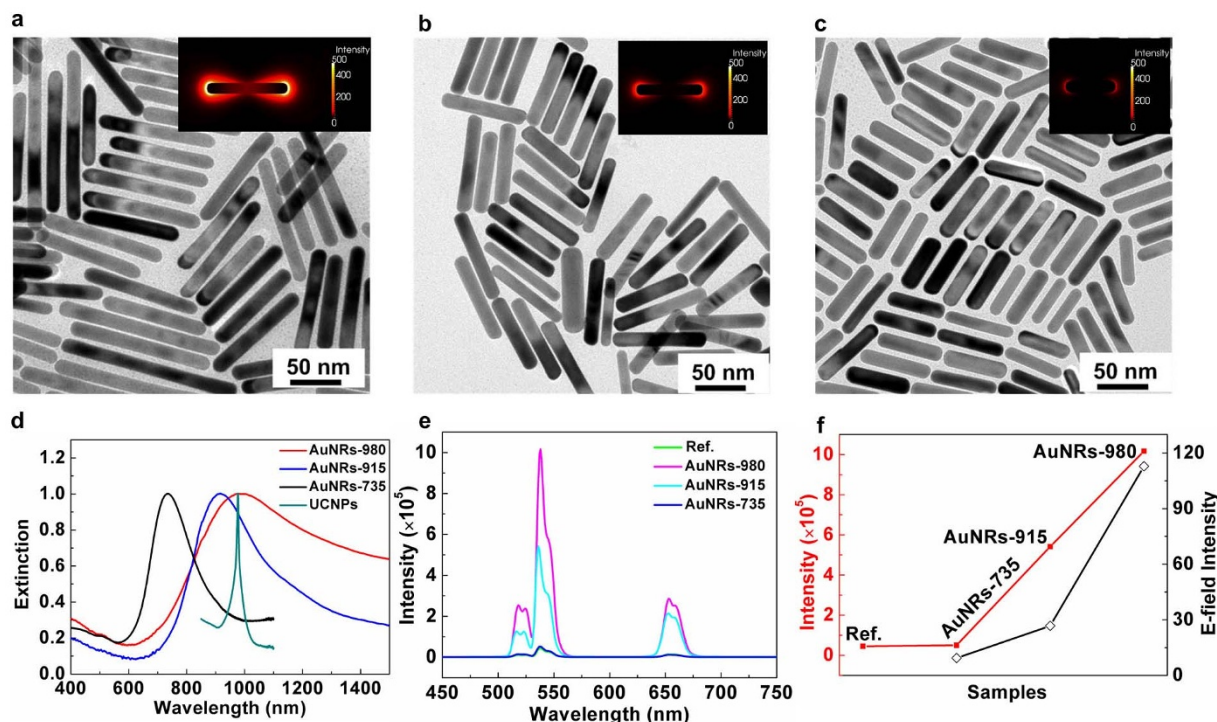 a
Intensity
500
400
200
0
50 nm
b
Intensity
500
400
200
0
50 nm
c
Intensity
500
400
200
0
50 nm
d
1.2
1.0
0.8
0.6
0.4
0.2
0.0
Extinction
400 600 800 1000 1200 1400
Wavelength (nm)
AuNRs-980
AuNRs-915
AuNRs-735
UCNPs
e
10
8
6
4
2
0
Intensity (×10⁵)
450 500 550 600 650 700 750
Wavelength (nm)
Ref.
AuNRs-980
AuNRs-915
AuNRs-735
f
10
8
6
4
2
0
Intensity (×10⁵)
Ref.
AuNRs-735
AuNRs-915
AuNRs-980
120
90
60
30
0
E-field Intensity
Samples